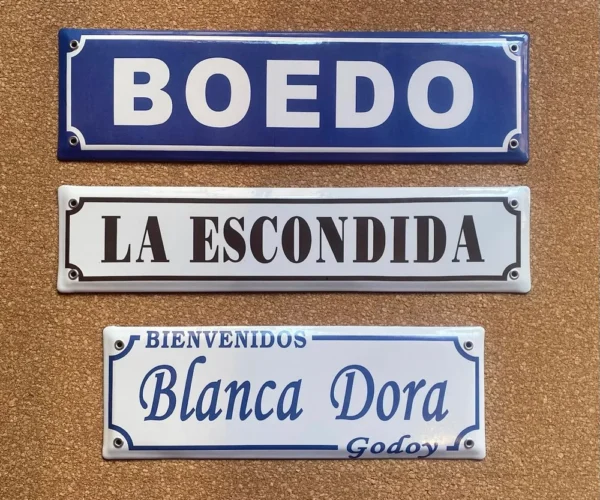 BOEDO
LA ESCONDIDA
BIENVENIDOS
Blanca Dora
Godoy